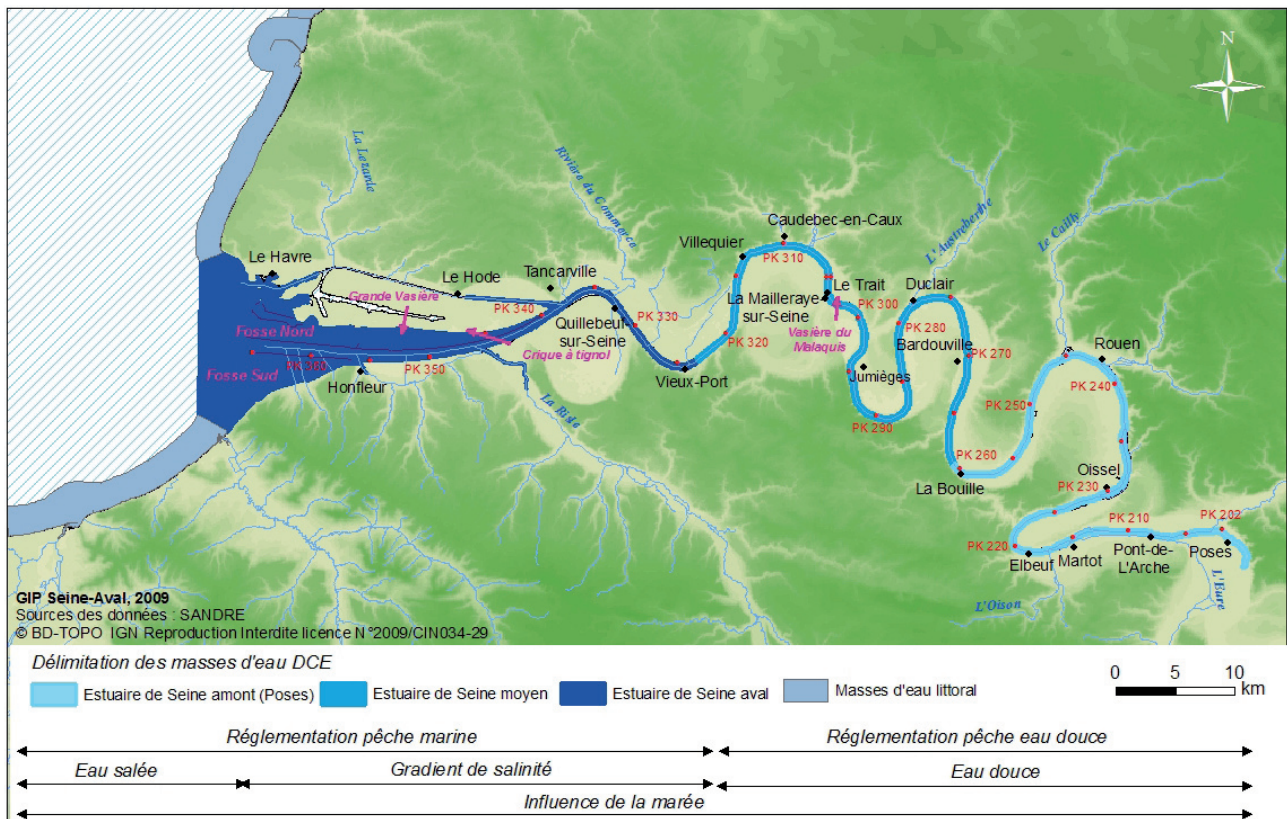 N
La Lezarde
Rivière du Commerce
L'Austreberthe
Le Cailly
Caudebec-en-Caux
Villequier
PK 310
Le Havre
Le Hode
Tancarville
Grande Vasière
PK 340
La Mailleraye
sur-Seine
Le Trait
PK 300
Duclair
Quillebeuf-
sur-Seine
PK 330
PK 320
Vasière du
Malaquis
PK 280
Bardouville
PK 270
Rouen
Fosse Nord
Crique à tignol
Fosse Sud
PK 360
PK 350
Honfleur
Vieux-Port
Jumièges
PK 240
PK 250
PK 290
La Risle
PK 260
La Bouille
Oissel
PK 230
PK 210
PK 202
PK 220
Elbeuf
Martot
Pont-de-
L'Arche
Poses
L'Oison
L'Eure
GIP Seine-Aval, 2009
Sources des données : SANDRE
© BD-TOPO IGN Reproduction Interdite licence N°2009/CIN034-29
Délimitation des masses d'eau DCE
Estuaire de Seine amont (Poses)
Estuaire de Seine moyen
Estuaire de Seine aval
Masses d'eau littoral
0 5 10
km
Réglementation pêche marine
Réglementation pêche eau douce
Eau salée
Gradient de salinité
Eau douce
Influence de la marée